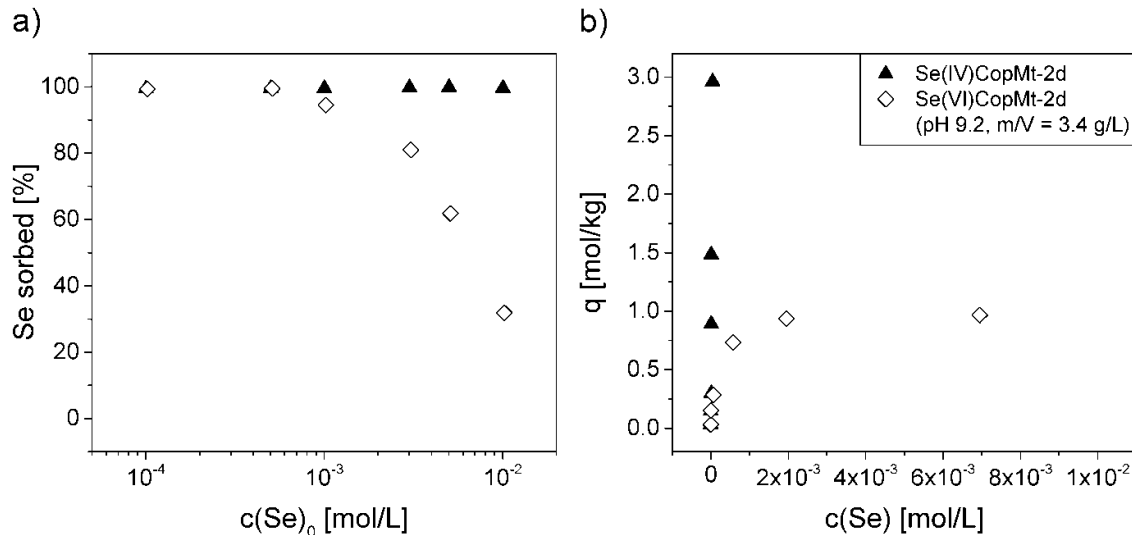 a)
100
80
60
40
20
0
Se sorbed [%]
10⁻⁴
10⁻³
10⁻²
c(Se)₀ [mol/L]
b)
3.0
2.5
2.0
1.5
1.0
0.5
0.0
q [mol/kg]
Se(IV)CopMt-2d
Se(VI)CopMt-2d
(pH 9.2, m/V = 3.4 g/L)
0
2x10⁻³
4x10⁻³
6x10⁻³
8x10⁻³
1x10⁻²
c(Se) [mol/L]